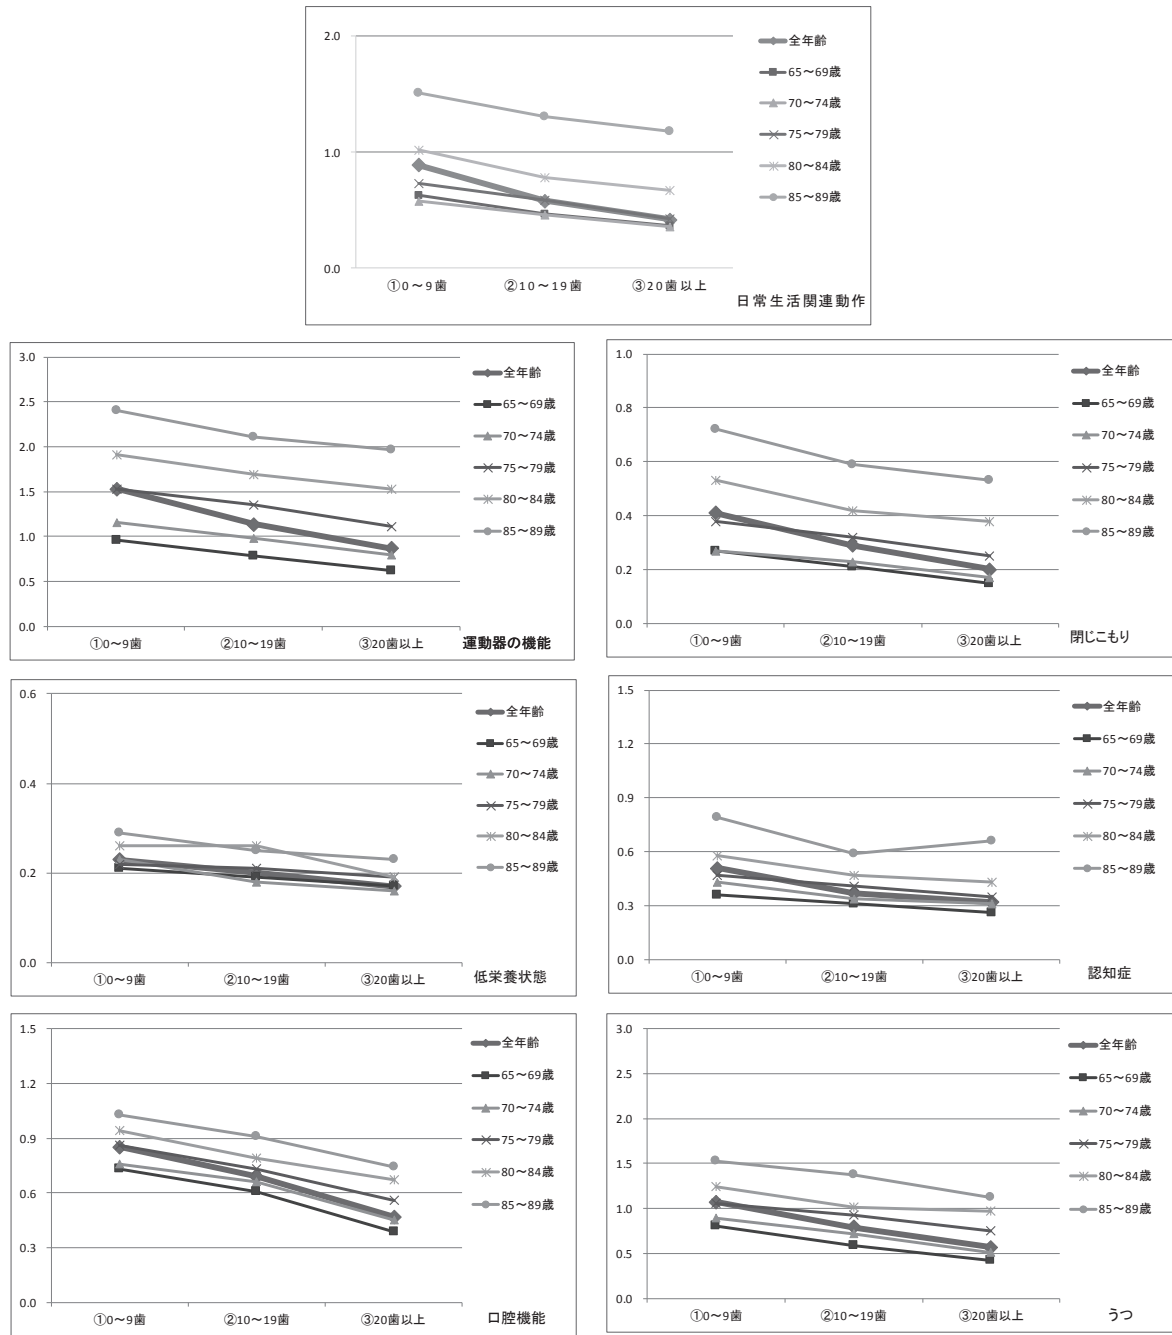 2.0
1.0
0.0
①0～9歯
②10～19歯
③20歯以上
日常生活関連動作
全年齢
65～69歳
70～74歳
75～79歳
80～84歳
85～89歳
3.0
2.5
2.0
1.5
1.0
0.5
0.0
①0～9歯
②10～19歯
③20歯以上
運動器の機能
全年齢
65～69歳
70～74歳
75～79歳
80～84歳
85～89歳
1.0
0.8
0.6
0.4
0.2
0.0
①0～9歯
②10～19歯
③20歯以上
閉じこもり
全年齢
65～69歳
70～74歳
75～79歳
80～84歳
85～89歳
0.6
0.4
0.2
0.0
①0～9歯
②10～19歯
③20歯以上
低栄養状態
全年齢
65～69歳
70～74歳
75～79歳
80～84歳
85～89歳
1.5
1.2
0.9
0.6
0.3
0.0
①0～9歯
②10～19歯
③20歯以上
認知症
全年齢
65～69歳
70～74歳
75～79歳
80～84歳
85～89歳
1.5
1.2
0.9
0.6
0.3
0.0
①0～9歯
②10～19歯
③20歯以上
口腔機能
全年齢
65～69歳
70～74歳
75～79歳
80～84歳
85～89歳
3.0
2.5
2.0
1.5
1.0
0.5
0.0
①0～9歯
②10～19歯
③20歯以上
うつ
全年齢
65～69歳
70～74歳
75～79歳
80～84歳
85～89歳